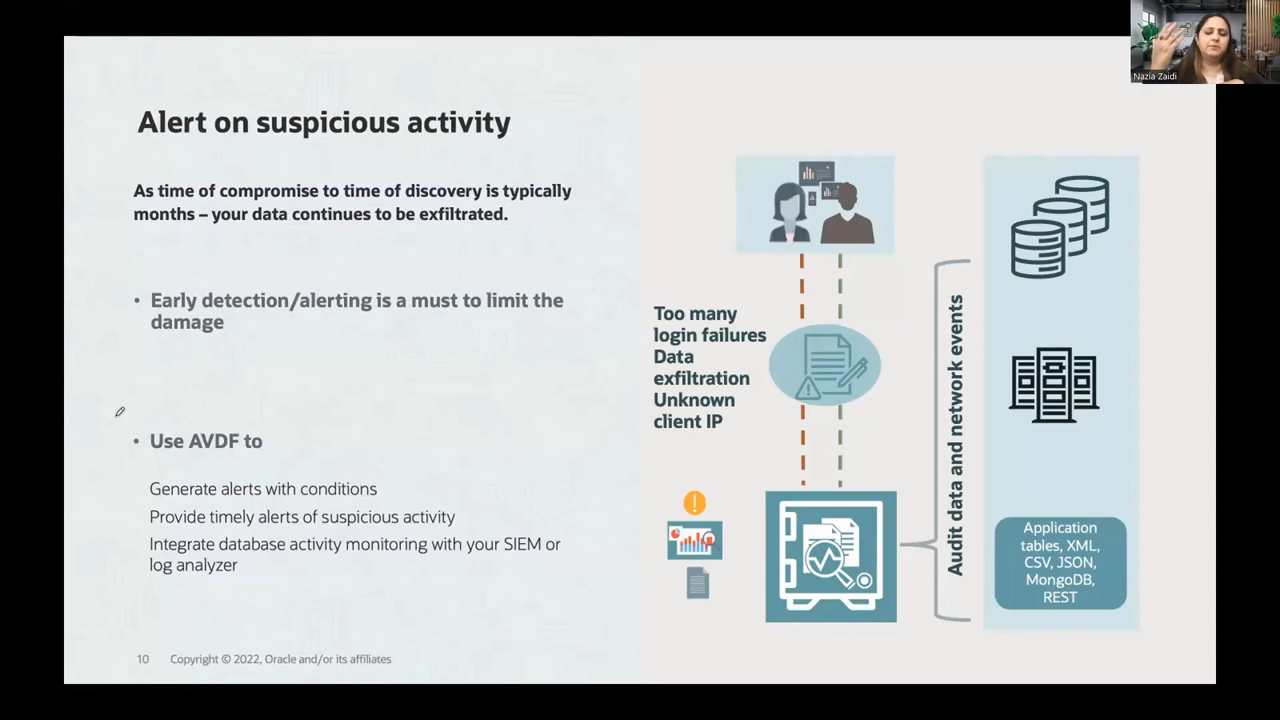 Nazia Zaidi
Alert on suspicious activity
As time of compromise to time of discovery is typically
months – your data continues to be exfiltrated.
• Early detection/alerting is a must to limit the
damage
• Use AVDF to
Generate alerts with conditions
Provide timely alerts of suspicious activity
Integrate database activity monitoring with your SIEM or
log analyzer
Too many
login failures
Data
exfiltration
Unknown
client IP
Audit data and network events
Application
tables, XML,
CSV, JSON,
MongoDB,
REST
10 Copyright © 2022, Oracle and/or its affiliates